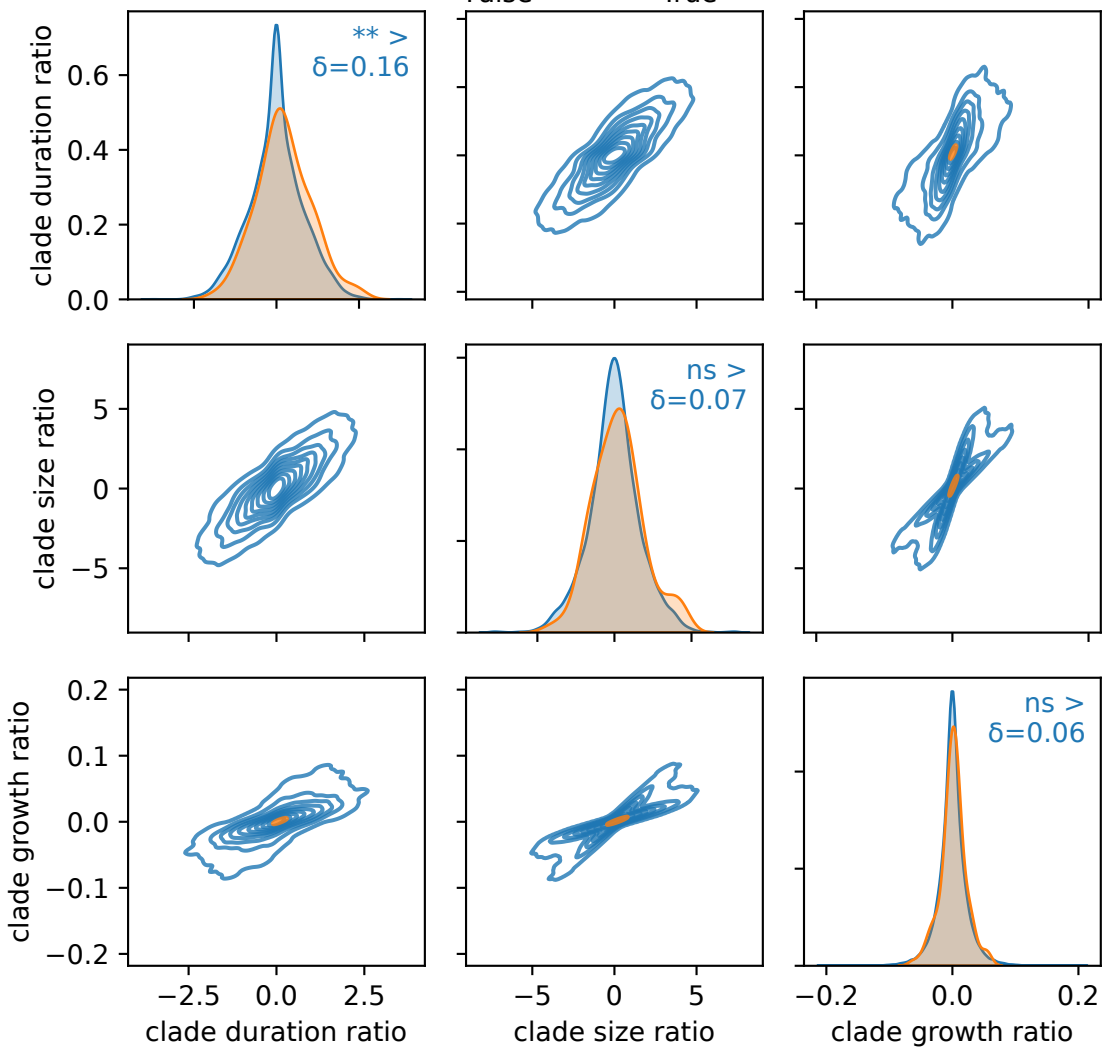 False True
** >
δ=0.16
clade duration ratio
0.6
0.4
0.2
0.0
ns >
δ=0.07
clade size ratio
5
0
−5
ns >
δ=0.06
clade growth ratio
0.2
0.1
0.0
−0.1
−0.2
−2.5 0.0 2.5
−5 0 5
−0.2 0.0 0.2
clade duration ratio
clade size ratio
clade growth ratio